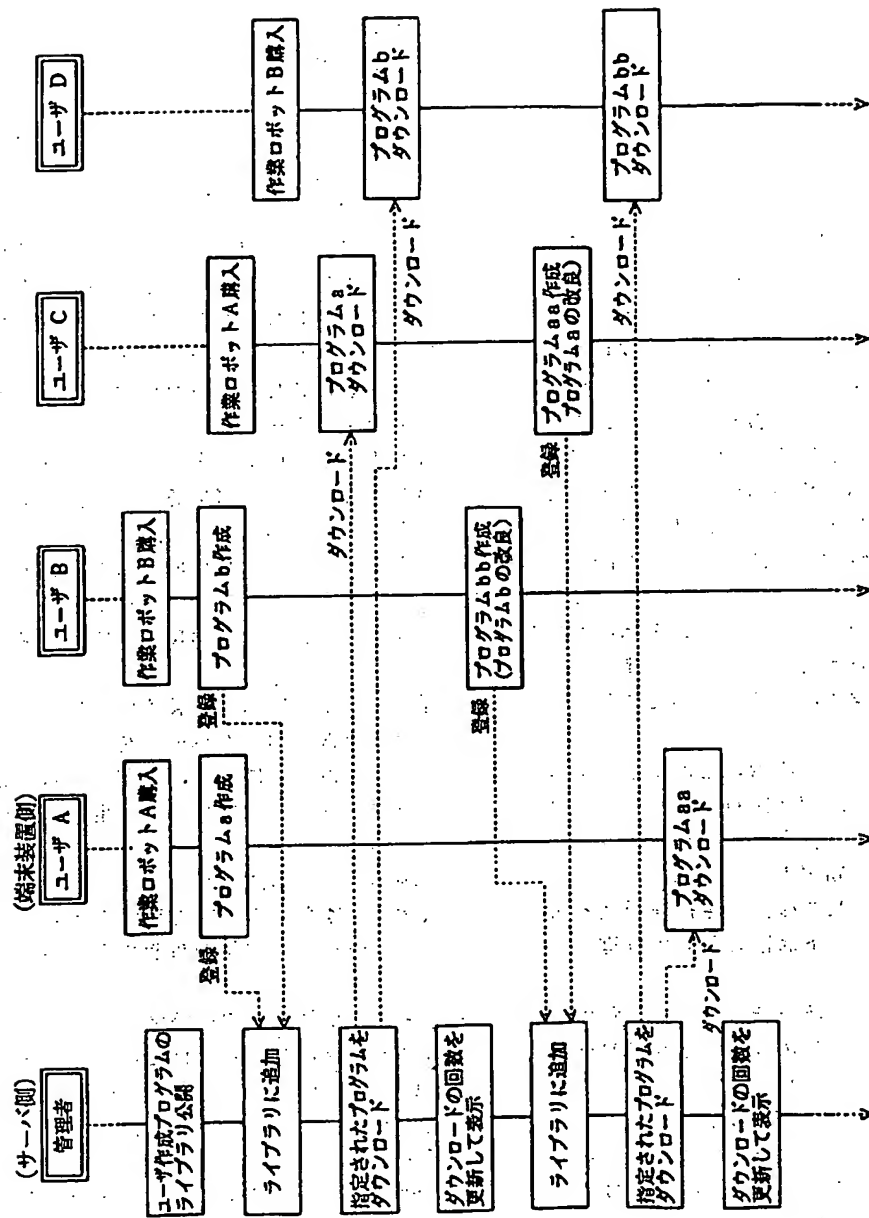 (サーバ側)
管理者
ユーザ作成プログラムの
ライブラリ公開
ライブラリに追加
指定されたプログラムを
ダウンロード
ダウンロードの回数を
更新して表示
ライブラリに追加
指定されたプログラムを
ダウンロード
ダウンロードの回数を
更新して表示
(端末装置側)
ユーザ A
作業ロボットA購入
プログラムa作成
登録
プログラムaa
ダウンロード
ダウンロード
ユーザ B
作業ロボットB購入
プログラムb作成
登録
プログラムbb作成
(プログラムbの改良)
登録
ユーザ C
作業ロボットA購入
プログラムa
ダウンロード
ダウンロード
プログラムaa作成
プログラムaの改良)
登録
ユーザ D
作業ロボットB購入
プログラムb
ダウンロード
ダウンロード
プログラムbb
ダウンロード
ダウンロード